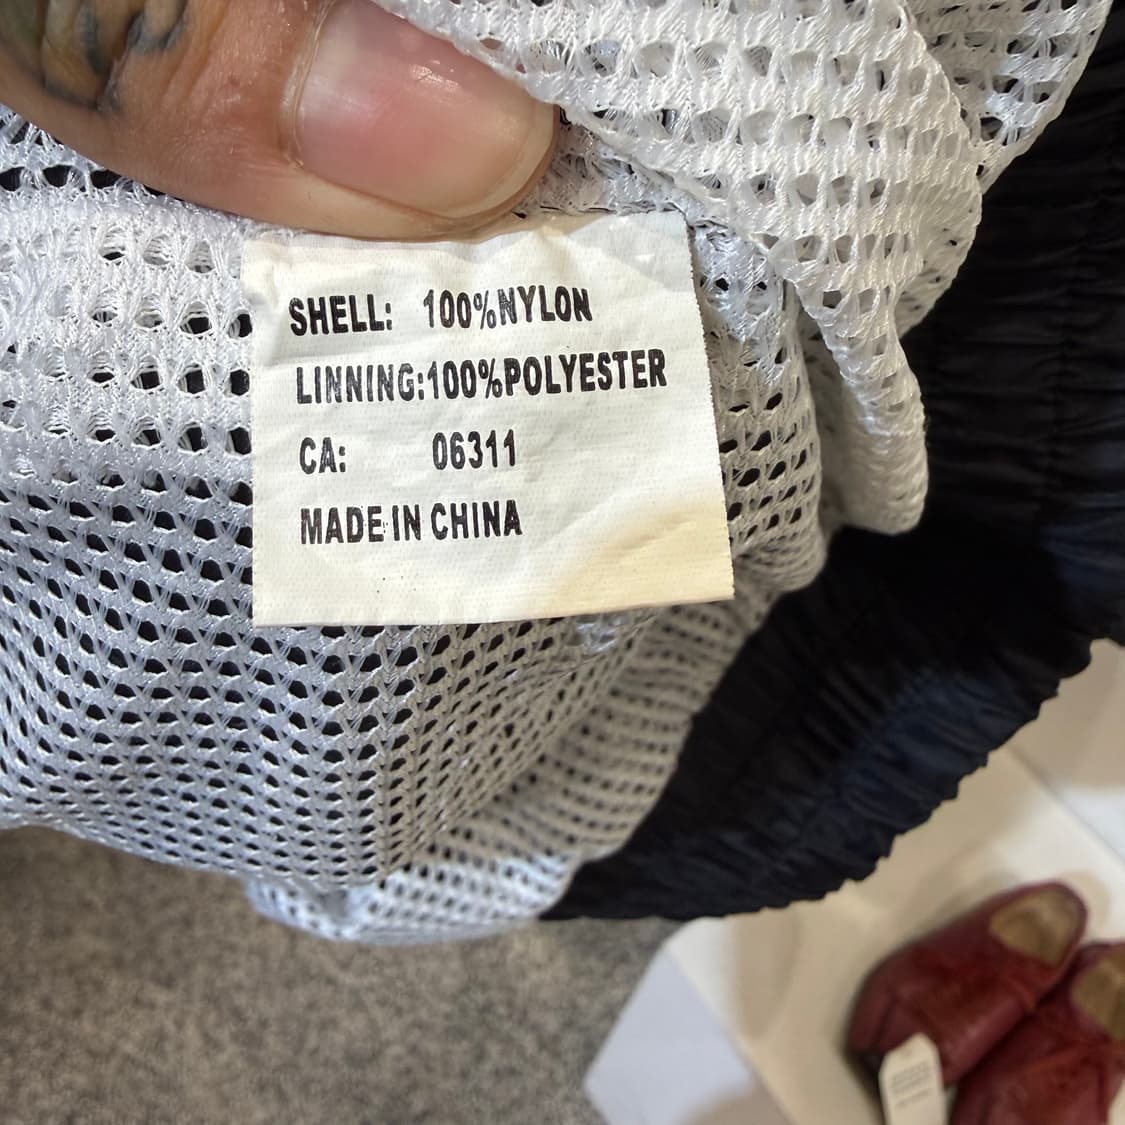 SHELL: 100%NYLON
LINNING:100%POLYESTER
CA: 06311
MADE IN CHINA